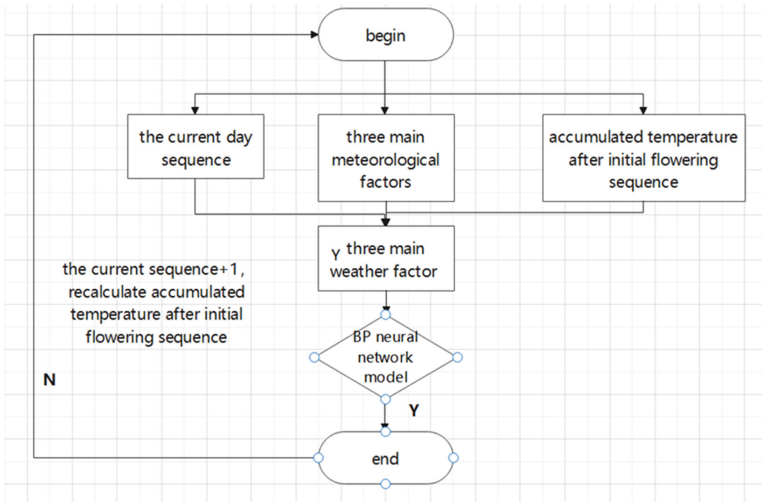 begin
the current day
sequence
three main
meteorological
factors
accumulated temperature
after initial flowering
sequence
Y
three main
weather factor
the current sequence+1,
recalculate accumulated
temperature after initial
flowering sequence
BP neural
network
model
N
Y
end